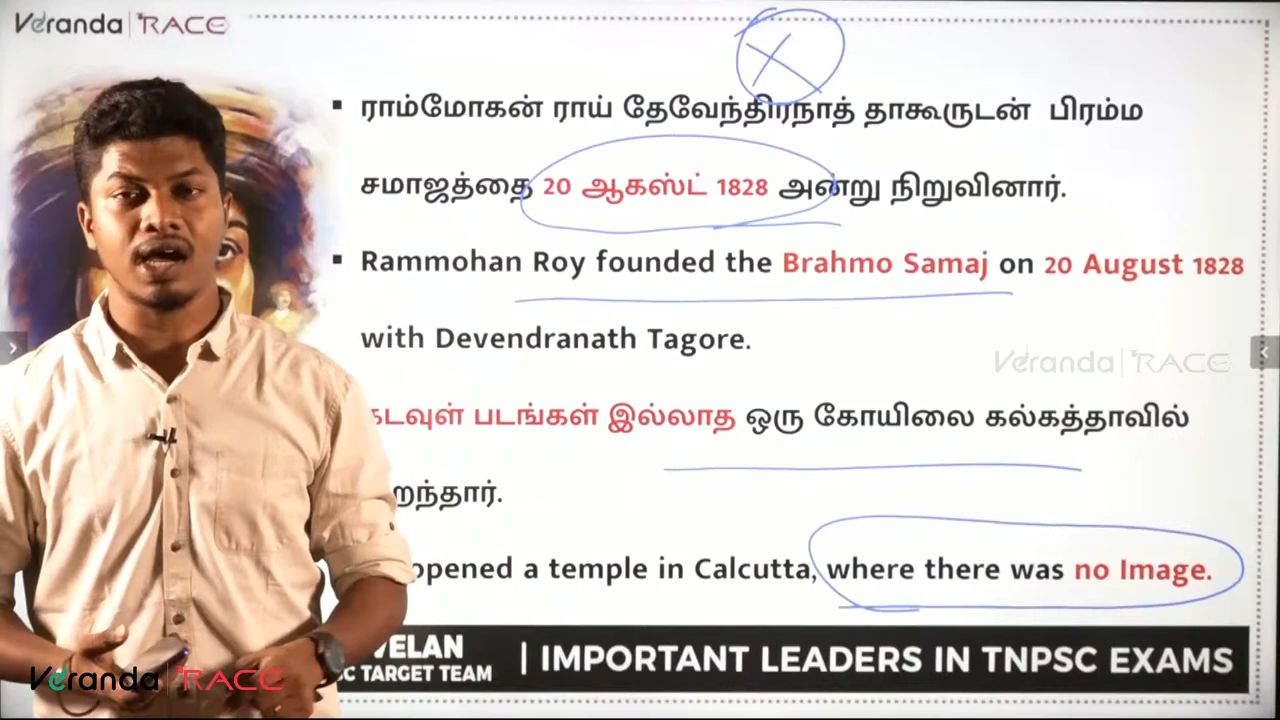 Veranda RACE
ராம்மோகன் ராய் தேவேந்திரநாத் தாகூருடன் பிரம்ம
சமாஜத்தை 20 ஆகஸ்ட் 1828 அன்று நிறுவினார்.
Rammohan Roy founded the Brahmo Samaj on 20 August 1828
with Devendranath Tagore.
Veranda RACE
படங்கள் இல்லாத ஒரு கோயிலை கல்கத்தாவில்
opened a temple in Calcutta, where there was no Image.
VELAN
TARGET TEAM
IMPORTANT LEADERS IN TNPSC EXAMS
Veranda RACE